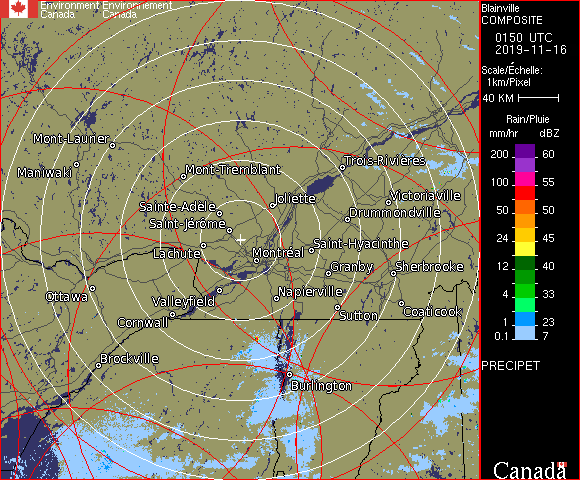 Environment Environnement
Canada Canada
Blainville
COMPOSITE
0150 UTC
2019-11-16
Scale/Échelle:
1km/Pixel
40 KM
Rain/Pluie
mm/hr dBZ
200 60
100 55
50 50
24 45
12 40
4 33
1 23
0.1 7
PRECIPET
Mont-Laurier
Maniwaki
Mont-Tremblant
Trois-Rivières
Sainte-Adèle
Joliette
Victoriaville
Saint-Jérôme
Drummondville
Lachute
Montréal
Saint-Hyacinthe
Granby
Sherbrooke
Ottawa
Valleyfield
Napierville
Cornwall
Sutton
Coaticook
Brockville
Burlington
Canada